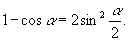 1 − cos α = 2 sin² α/2.